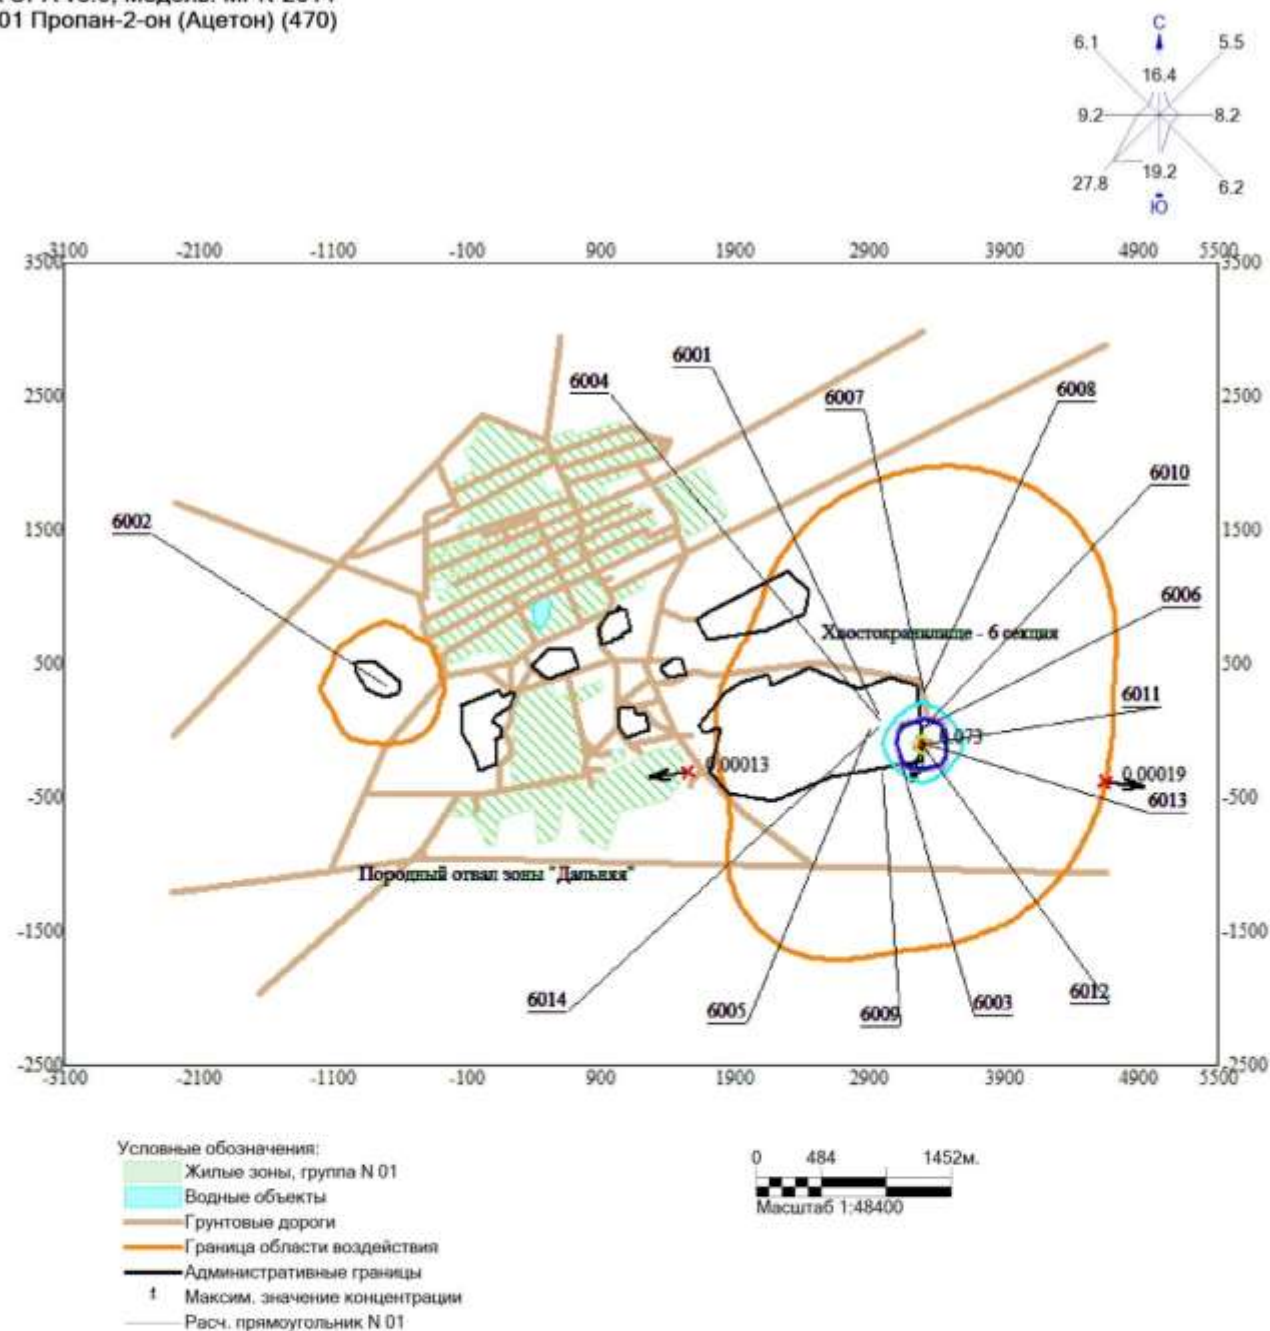 01 Пропан-2-он (Ацетон) (470)
С
6.1
5.5
16.4
9.2
8.2
19.2
27.8
6.2
Ю
-3100 -2100 -1100 -100 900 1900 2900 3900 4900 5500
3500 3500
6001
6004
6007
6008
2500 2500
6010
6002
1500 1500
6006
Хвостохранилище - 6 секция
500 500
6011
0.073
0.00013
0.00019
-500 -500
6013
Породный отвал зоны "Дальняя"
-1500 -1500
6014
6005
6009
6003
6012
-2500 -2500
-3100 -2100 -1100 -100 900 1900 2900 3900 4900 5500
Условные обозначения:
Жилые зоны, группа N 01
Водные объекты
Грунтовые дороги
Граница области воздействия
Административные границы
Максим. значение концентрации
Расч. прямоугольник N 01
0 484 1452м.
Масштаб 1:48400